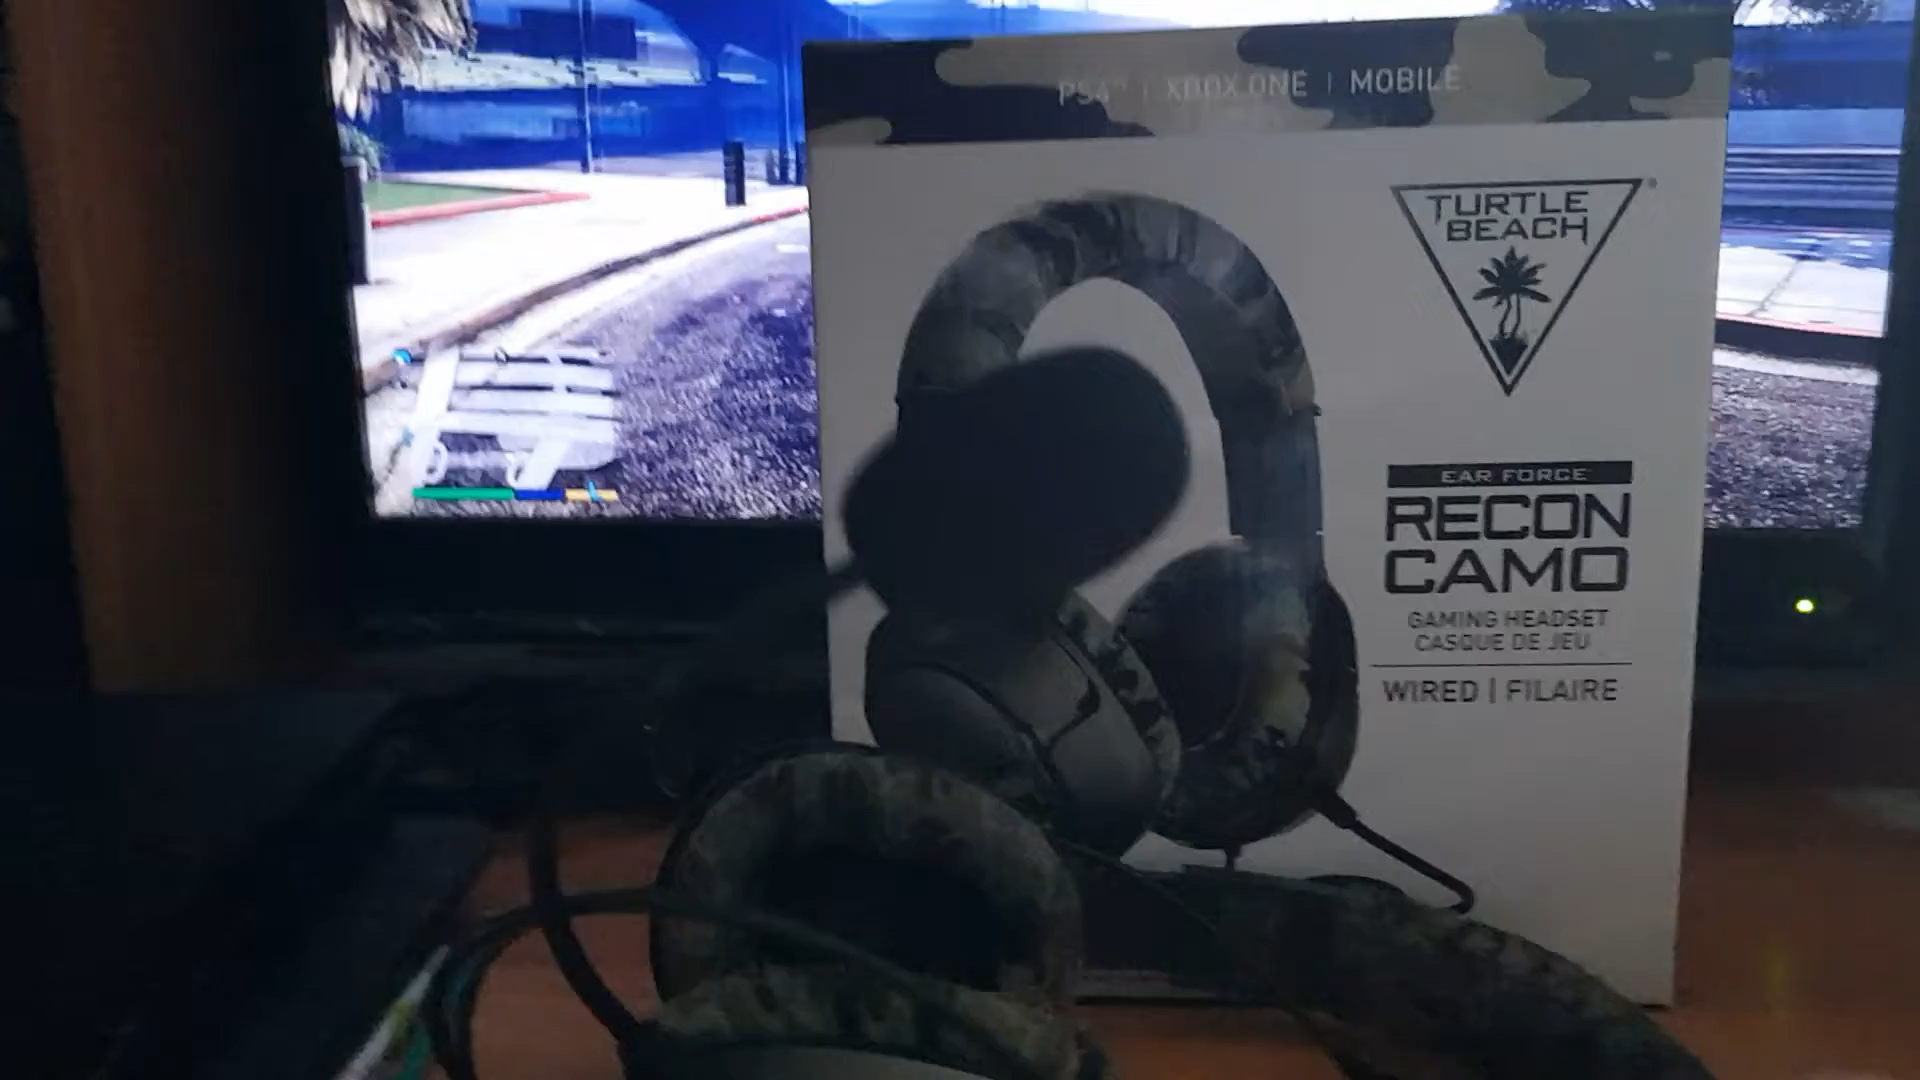 PS4™ | XBOX ONE | MOBILE
TURTLE
BEACH®
EAR FORCE
RECON
CAMO
GAMING HEADSET
CASQUE DE JEU
WIRED | FILAIRE